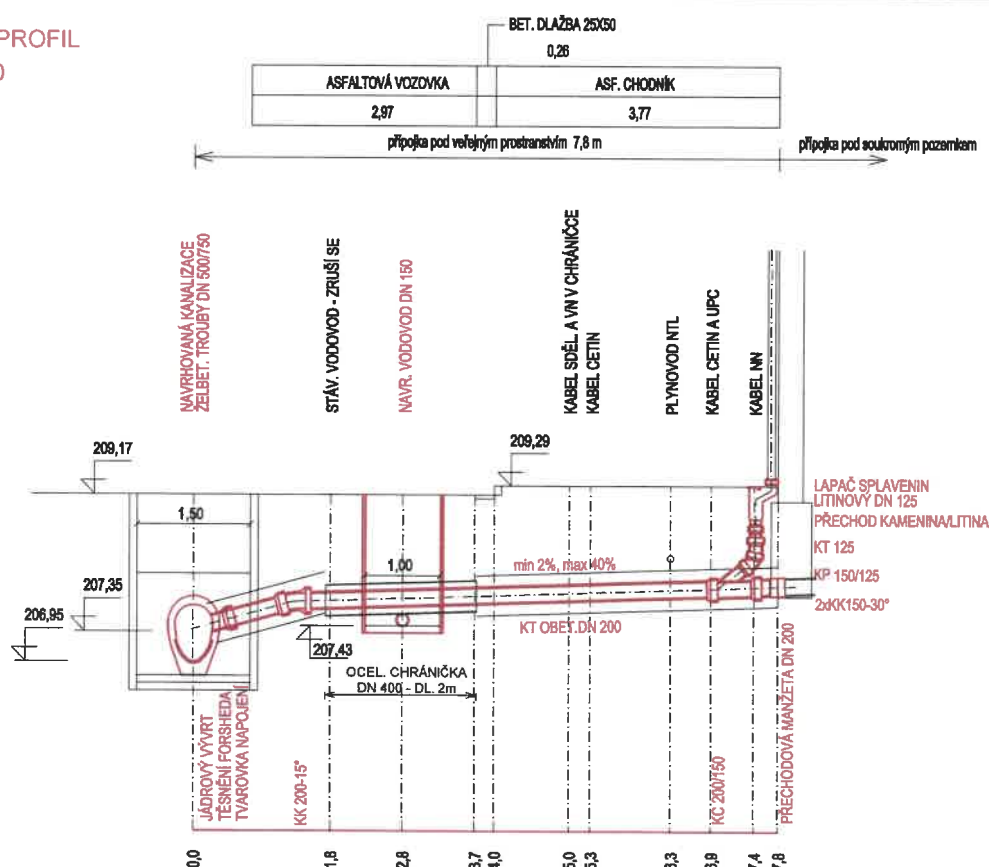 PROFIL
BET. DLAŽBA 25X50
0,26
ASFALTOVÁ VOZOVKA
ASF. CHODNÍK
2,97
3,77
přípojka pod veřejným prostranstvím 7,8 m
přípojka pod soukromým pozemkem
NAVRHOVANÁ KANALIZACE
ŽELBET. TROUBY DN 500/750
STÁV. VODOVOD - ZRUŠÍ SE
NAVR. VODOVOD DN 150
KABEL SDĚL. A VN V CHRÁNIČCE
KABEL CETIN
PLYNOVOD NTL
KABEL CETIN A UPC
KABEL NN
209,17
209,29
LAPAČ SPLAVENIN
LITINOVÝ DN 125
PŘECHOD KAMENINA/LITINA
KT 125
KP 150/125
2xKK150-30°
1,50
1,00
min 2%, max 40%
207,35
206,95
207,43
KT OBET.DN 200
OCEL. CHRÁNIČKA
DN 400 - DL. 2m
JÁDROVÝ VÝVRT
TĚSNĚNÍ FORSHEDA
TVAROVKA NAPOJENÍ
KK 200-15°
KC 200/150
PŘECHODOVÁ MANŽETA DN 200
0,0
1,8
2,8
3,7
4,0
5,0
5,3
6,9
7,4
7,8